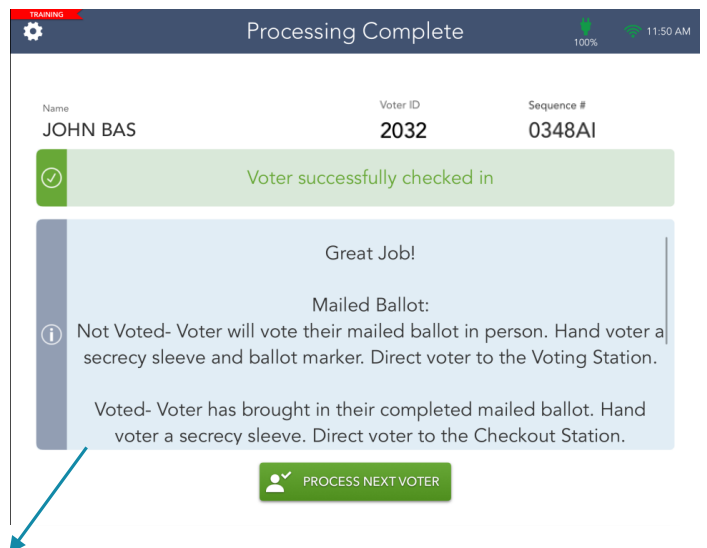 TRAINING
Processing Complete
100%
11:50 AM
Name
Voter ID
Sequence #
JOHN BAS
2032
0348AI
Voter successfully checked in
Great Job!
Mailed Ballot:
Not Voted- Voter will vote their mailed ballot in person. Hand voter a
secrecy sleeve and ballot marker. Direct voter to the Voting Station.
Voted- Voter has brought in their completed mailed ballot. Hand
voter a secrecy sleeve. Direct voter to the Checkout Station.
PROCESS NEXT VOTER